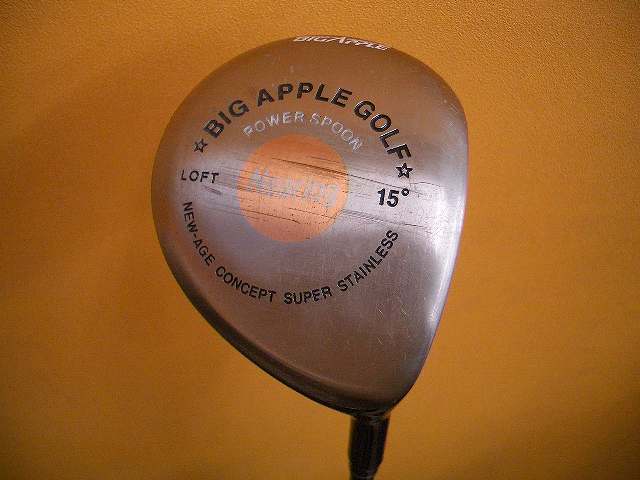 BIG APPLE
☆BIG APPLE GOLF☆
POWER SPOON
LOFT
15°
NEW-AGE CONCEPT SUPER STAINLESS